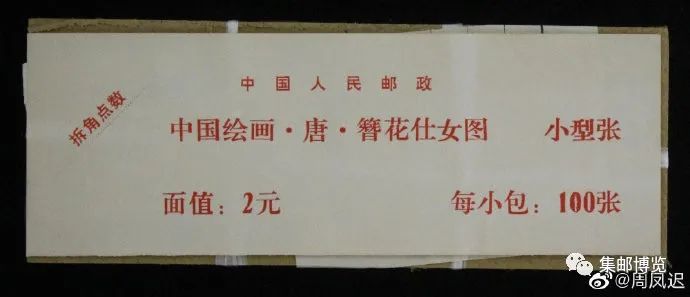 中国人民邮政
拆角点数
中国绘画·唐·簪花仕女图 小型张
面值：2元 每小包：100张
集邮博览
@周凤迟